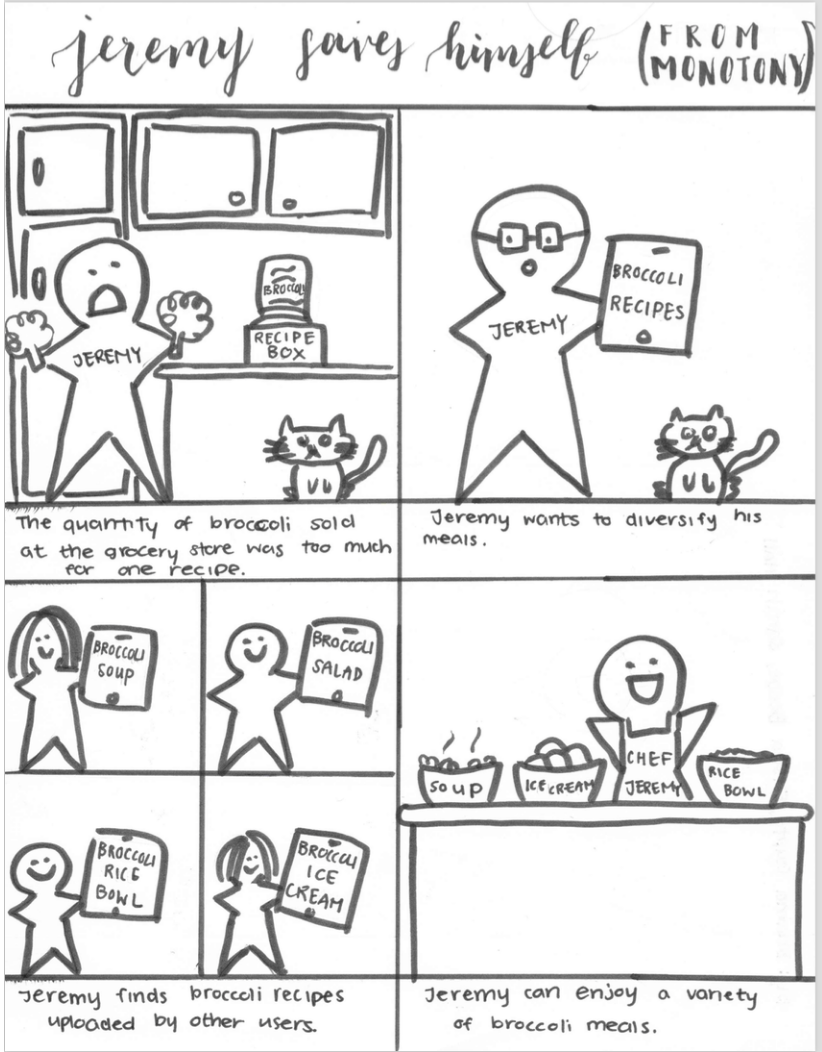 jeremy saves himself (FROM
MONOTONY)
BROCCOLI
RECIPE
BOX
JEREMY
The quantity of broccoli sold
at the grocery store was too much
for one recipe.
BROCCOLI
RECIPES
JEREMY
Jeremy wants to diversify his
meals.
BROCCOLI
SOUP
BROCCOLI
SALAD
BROCCOLI
RICE
BOWL
BROCCOLI
ICE
CREAM
Jeremy finds broccoli recipes
uploaded by other users.
CHEF
JEREMY
SOUP
ICE CREAM
RICE
BOWL
Jeremy can enjoy a variety
of broccoli meals.